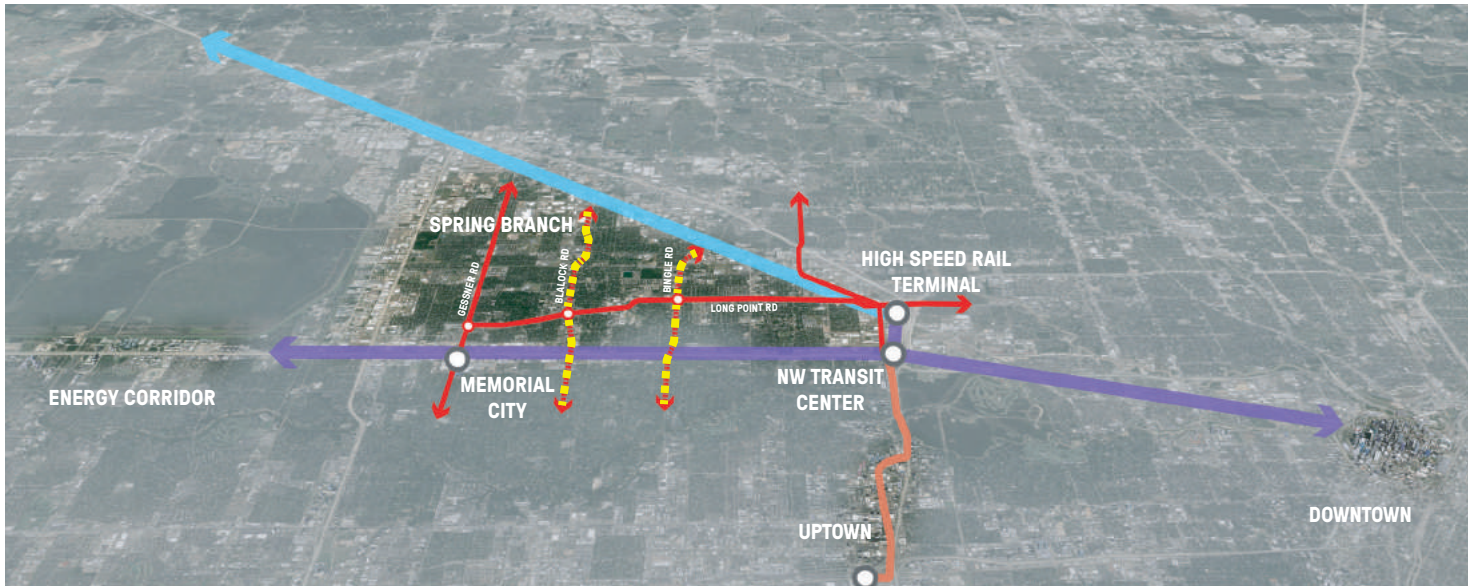 SPRING BRANCH
GESSNER RD
BLALOCK RD
BINGLE RD
LONG POINT RD
HIGH SPEED RAIL
TERMINAL
ENERGY CORRIDOR
MEMORIAL
CITY
NW TRANSIT
CENTER
UPTOWN
DOWNTOWN